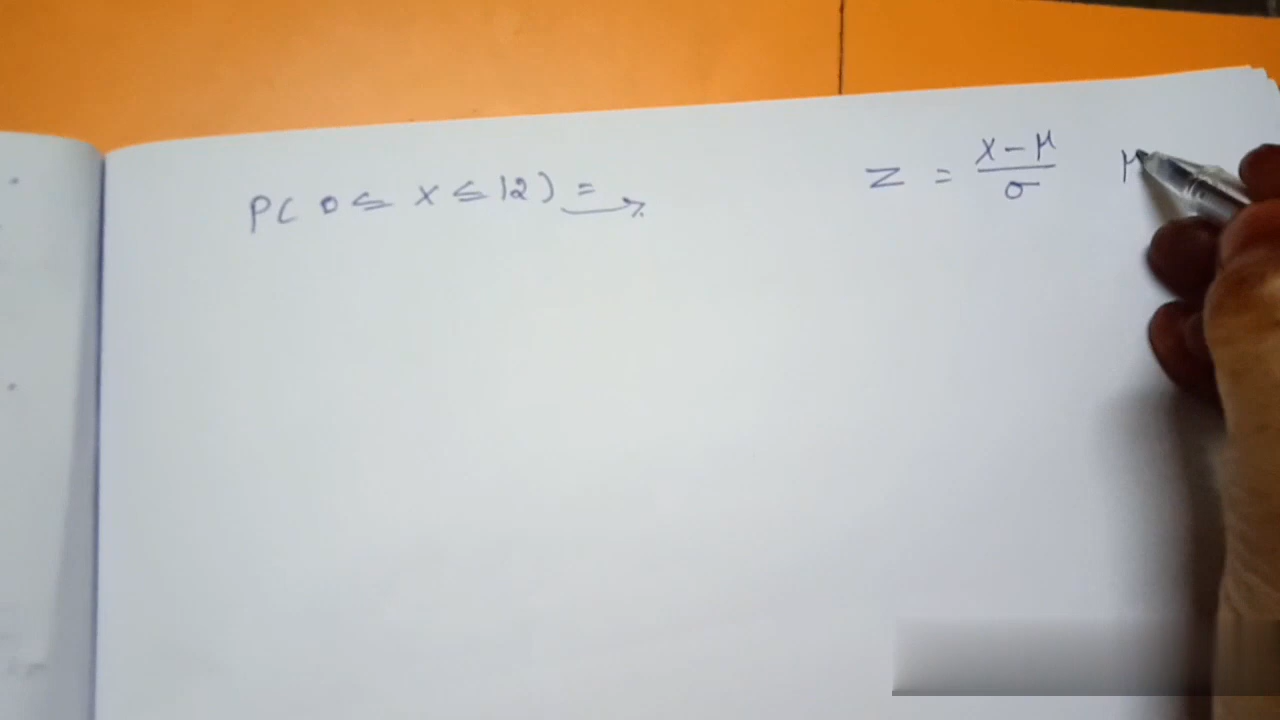 P( 0 ≤ x ≤ 12) =
z = (x - μ)/σ μ